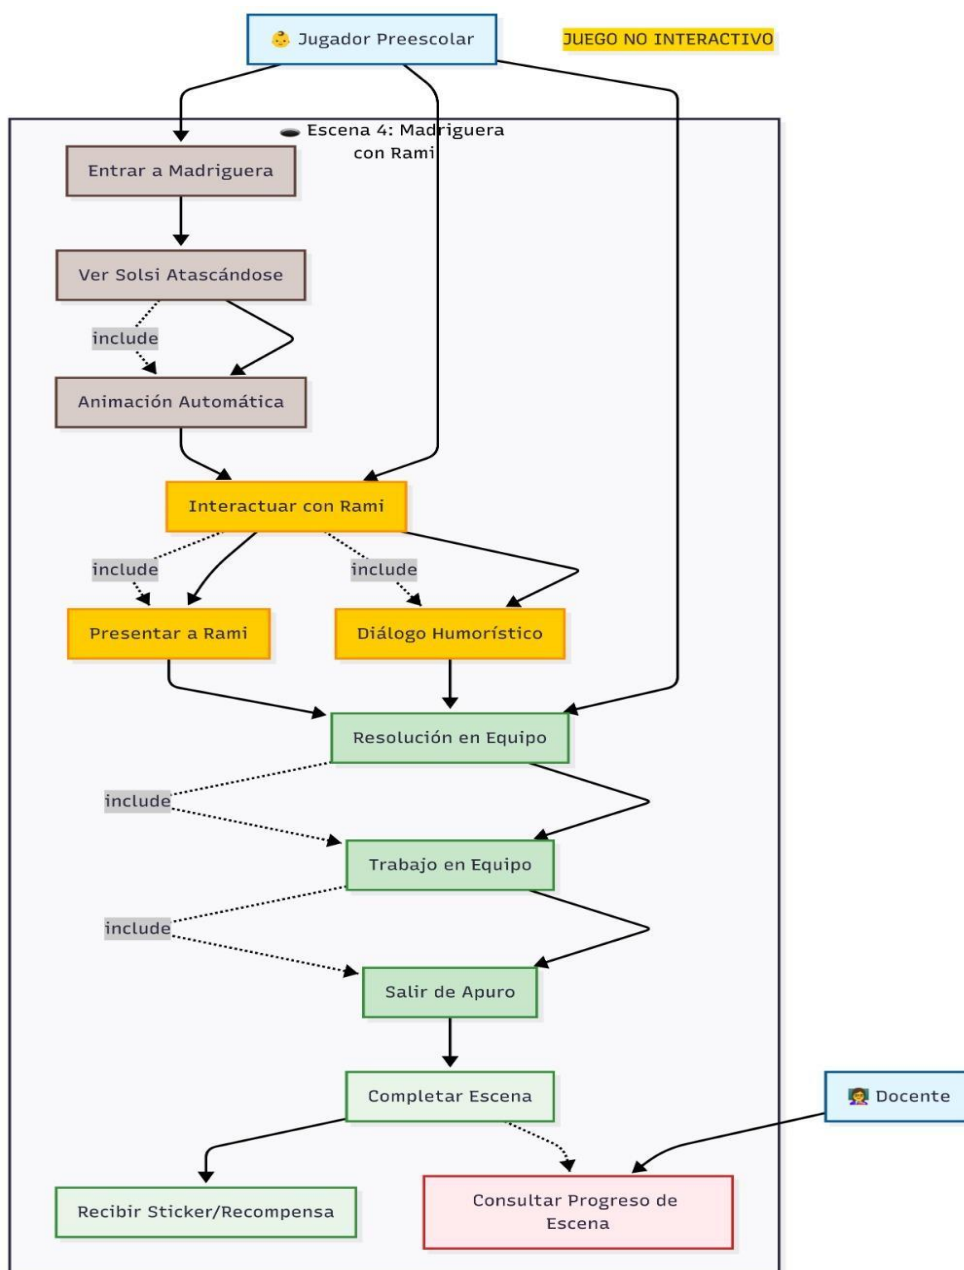 Jugador Preescolar
JUEGO NO INTERACTIVO
Escena 4: Madriguera
con Rami
Entrar a Madriguera
Ver Solsi Atascándose
include
Animación Automática
Interactuar con Rami
include
include
Presentar a Rami
Diálogo Humorístico
Resolución en Equipo
include
Trabajo en Equipo
include
Salir de Apuro
Completar Escena
Docente
Recibir Sticker/Recompensa
Consultar Progreso de
Escena